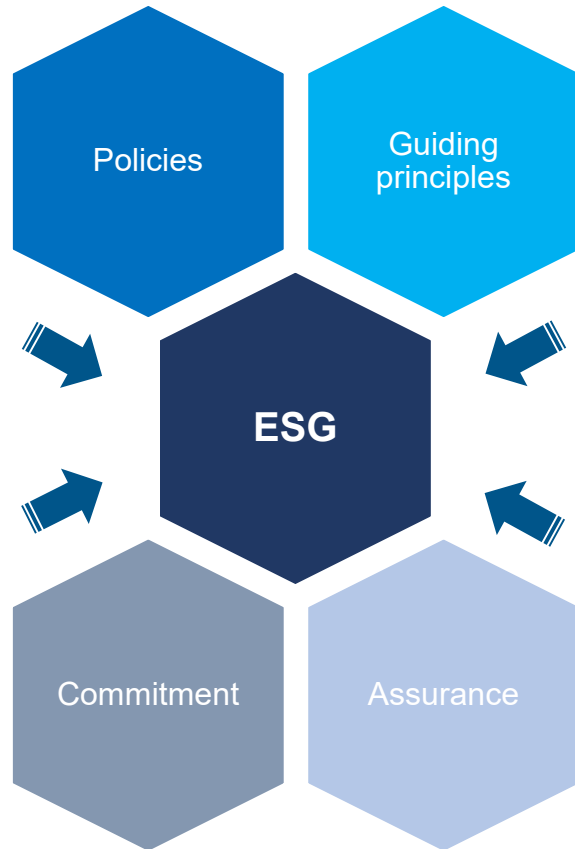 Policies
Guiding
principles
ESG
Commitment
Assurance